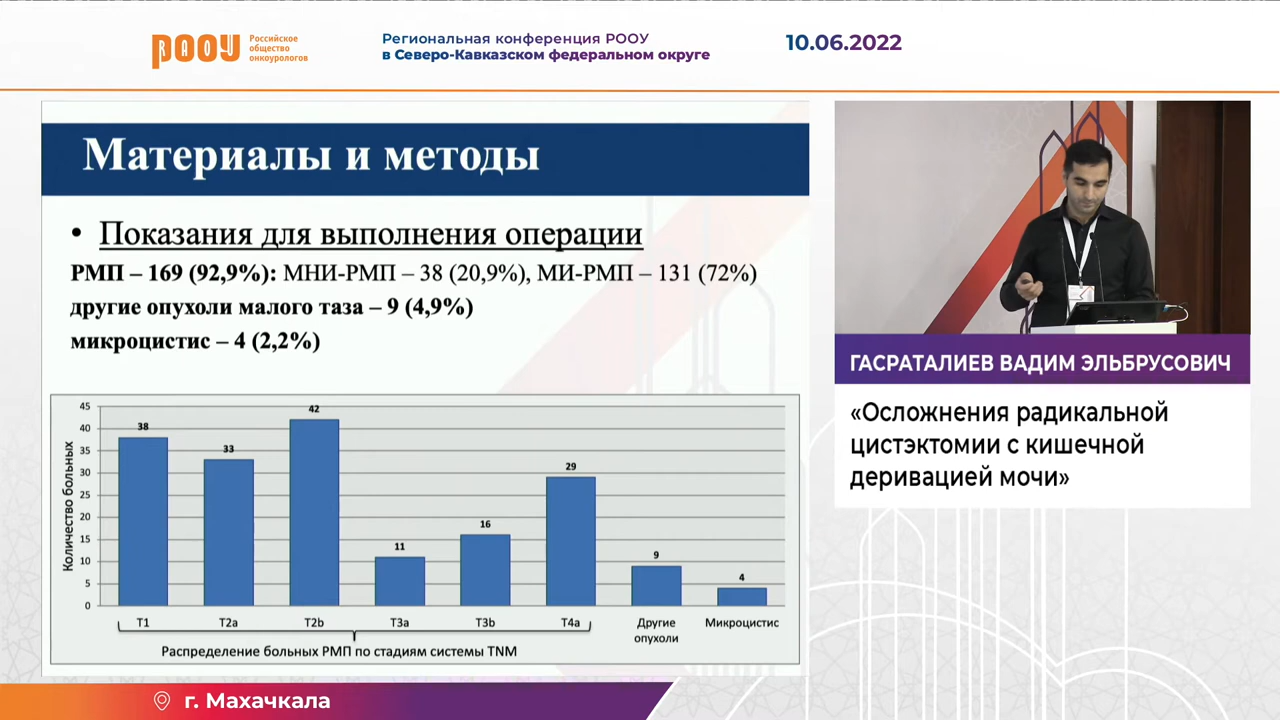 РООУ
Российское
общество
онкоурологов
Региональная конференция РООУ
в Северо-Кавказском федеральном округе
10.06.2022
Материалы и методы
• Показания для выполнения операции
РМП – 169 (92,9%): МНИ-РМП – 38 (20,9%), МИ-РМП – 131 (72%)
другие опухоли малого таза – 9 (4,9%)
микроцистис – 4 (2,2%)
Количество больных
45
40
35
30
25
20
15
10
5
0
38
33
42
11
16
29
9
4
T1
T2a
T2b
T3a
T3b
T4a
Другие
опухоли
Микроцистис
Распределение больных РМП по стадиям системы TNM
ГАСРАТАЛИЕВ ВАДИМ ЭЛЬБРУСОВИЧ
«Осложнения радикальной
цистэктомии с кишечной
деривацией мочи»
г. Махачкала